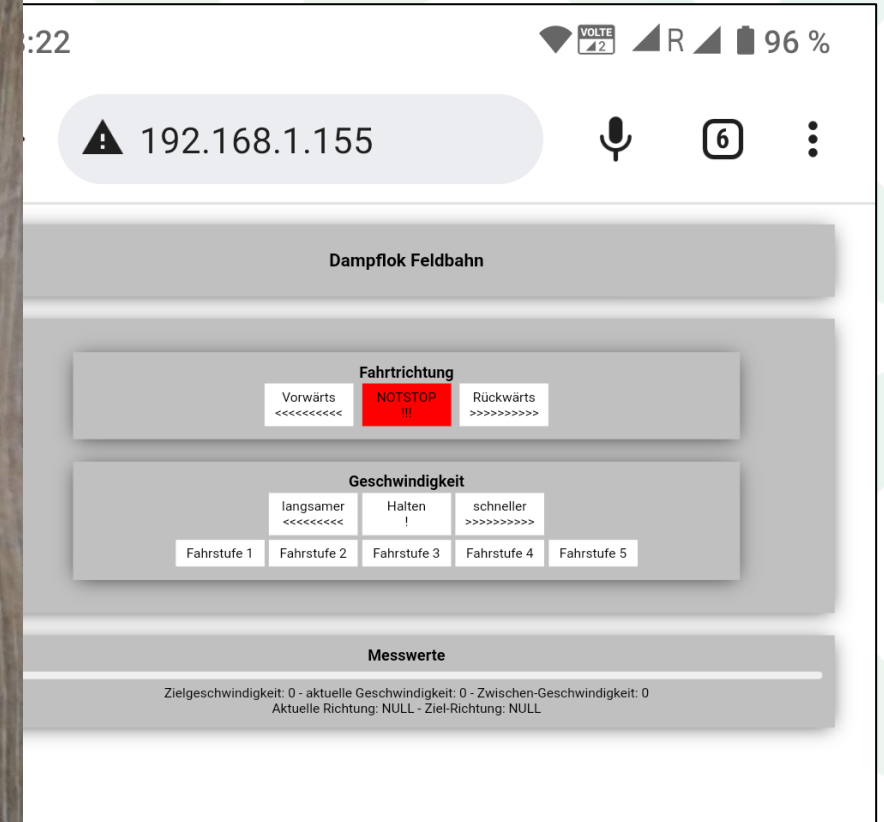 :22 VOLTE 2 R 96 %
192.168.1.155 6
Dampflok Feldbahn
Fahrtrichtung
Vorwärts NOTSTOP Rückwärts
<<<<<<<<<< !!! >>>>>>>>>>
Geschwindigkeit
langsamer Halten schneller
<<<<<<<<< ! >>>>>>>>>>
Fahrstufe 1 Fahrstufe 2 Fahrstufe 3 Fahrstufe 4 Fahrstufe 5
Messwerte
Zielgeschwindigkeit: 0 - aktuelle Geschwindigkeit: 0 - Zwischen-Geschwindigkeit: 0
Aktuelle Richtung: NULL - Ziel-Richtung: NULL